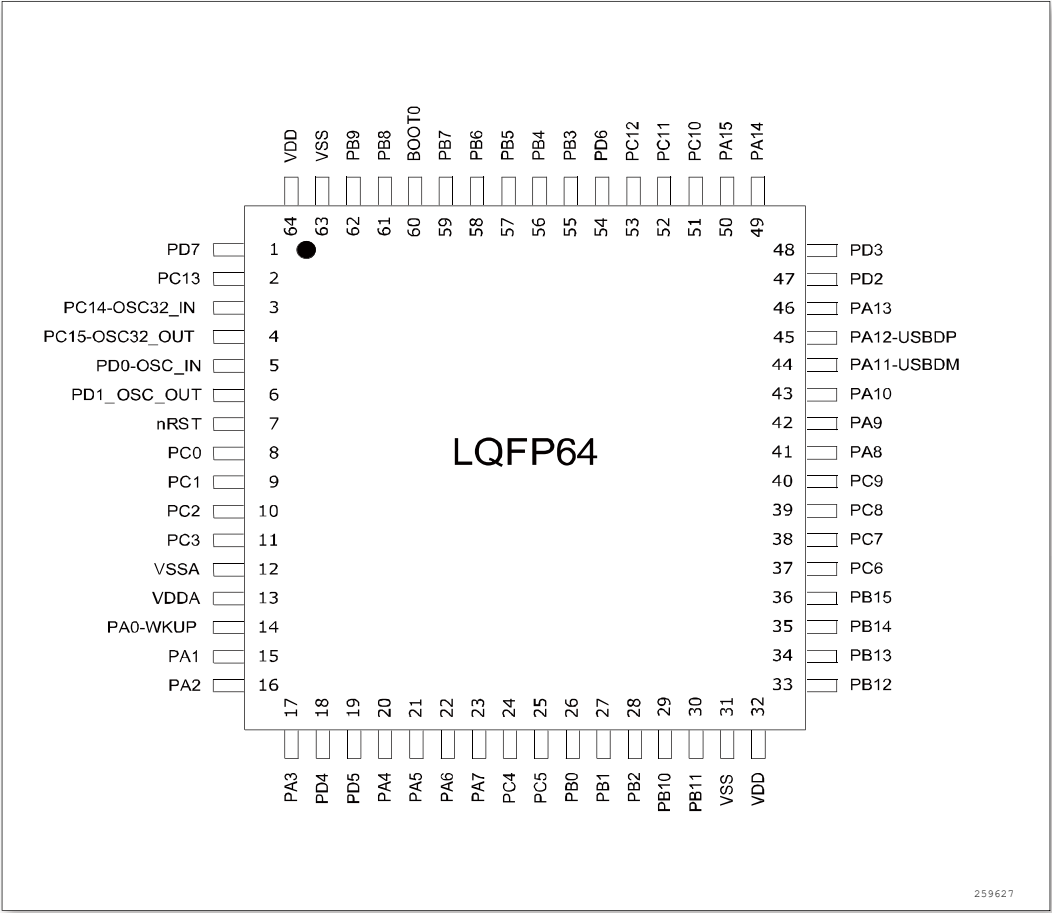 VDD VSS PB9 PB8 BOOT0 PB7 PB6 PB5 PB4 PB3 PD6 PC12 PC11 PC10 PA15 PA14
64 63 62 61 60 59 58 57 56 55 54 53 52 51 50 49
PD7 1 48 PD3
PC13 2 47 PD2
PC14-OSC32_IN 3 46 PA13
PC15-OSC32_OUT 4 45 PA12-USBDP
PD0-OSC_IN 5 44 PA11-USBDM
PD1_OSC_OUT 6 43 PA10
nRST 7 42 PA9
PC0 8 41 PA8
LQFP64
PC1 9 40 PC9
PC2 10 39 PC8
PC3 11 38 PC7
VSSA 12 37 PC6
VDDA 13 36 PB15
PA0-WKUP 14 35 PB14
PA1 15 34 PB13
PA2 16 33 PB12
17 18 19 20 21 22 23 24 25 26 27 28 29 30 31 32
PA3 PD4 PD5 PA4 PA5 PA6 PA7 PC4 PC5 PB0 PB1 PB2 PB10 PB11 VSS VDD
259627